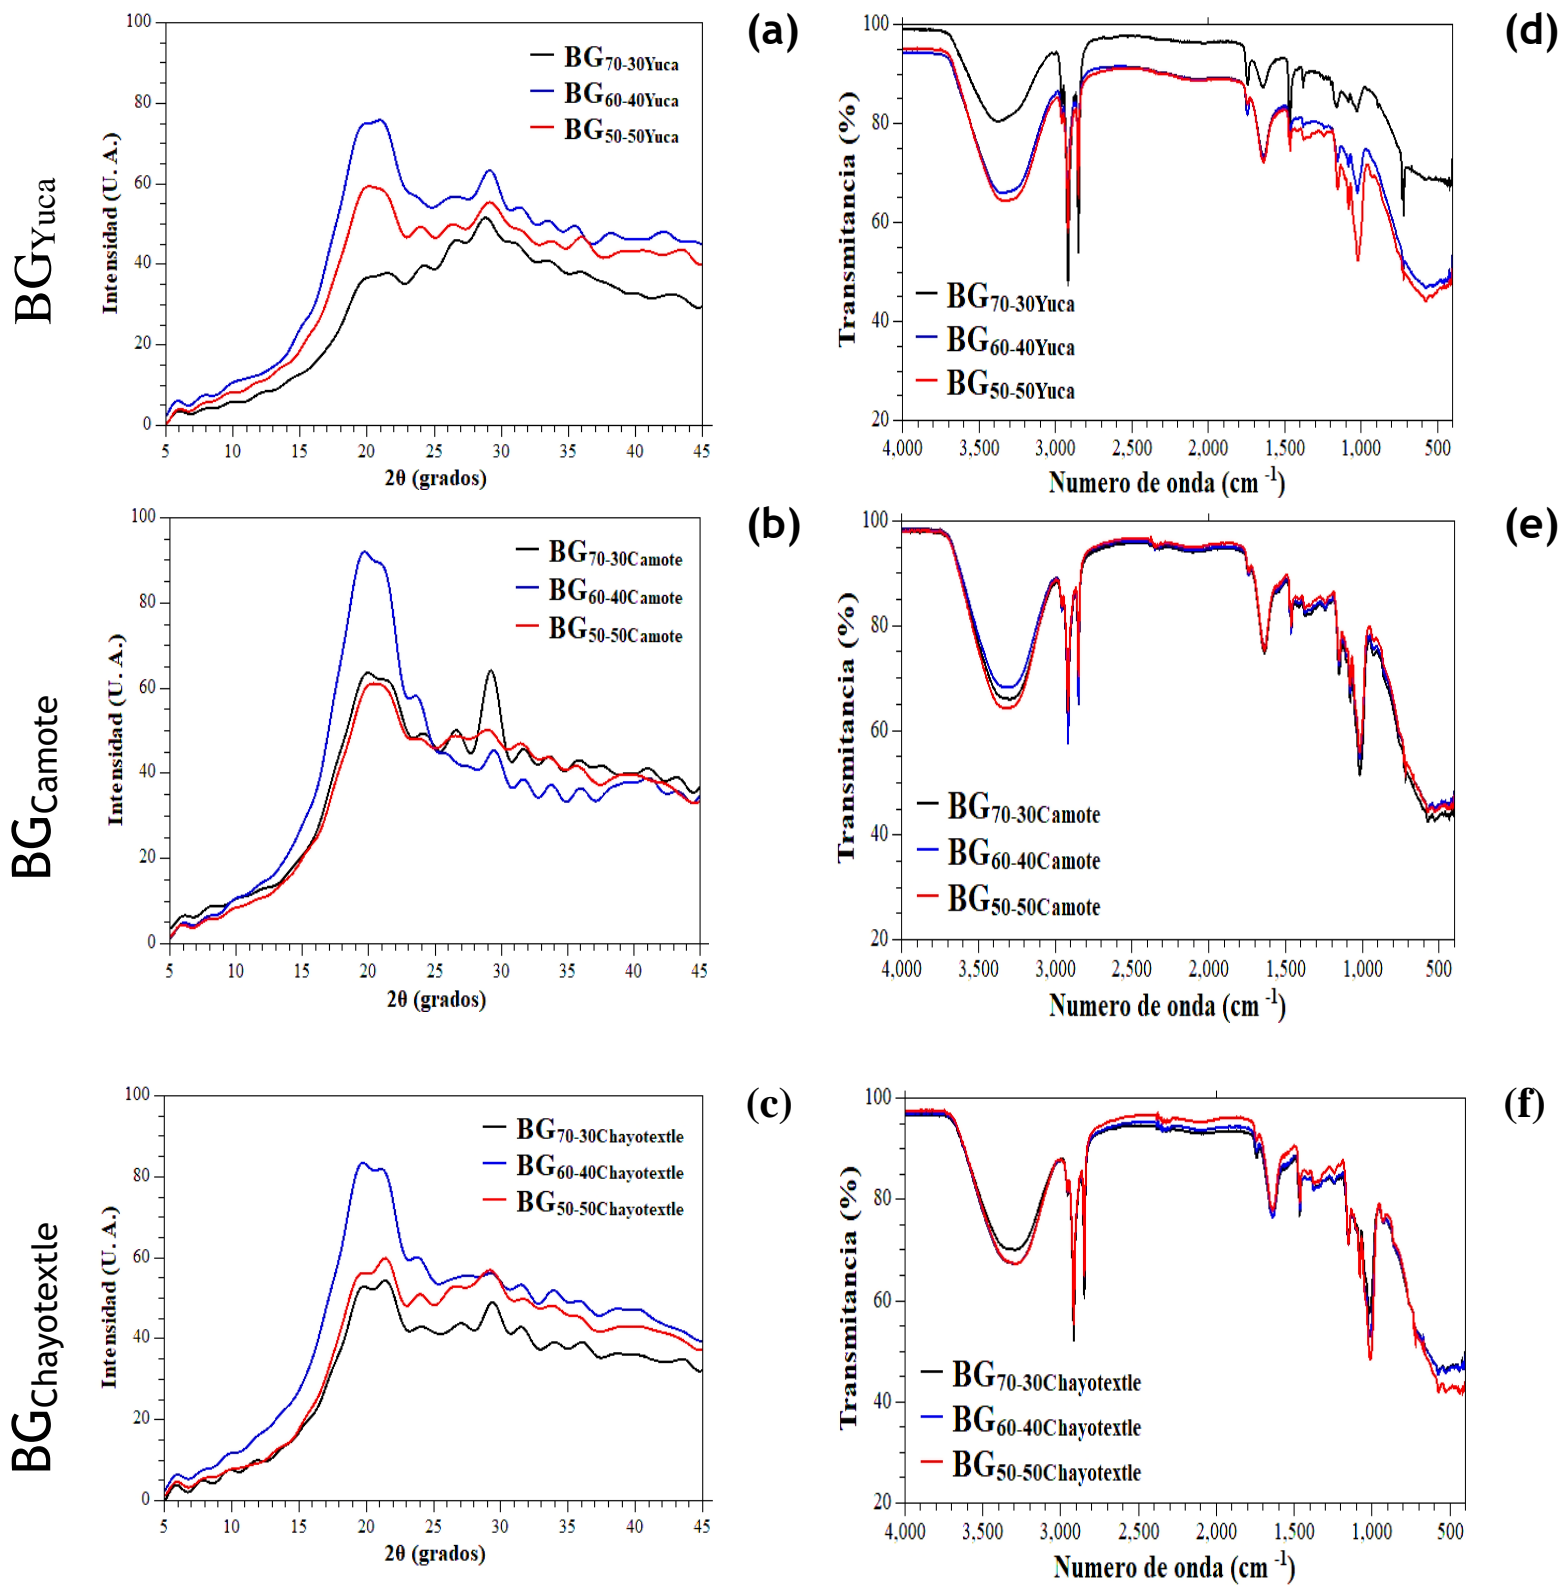 BGYuca
100
80
60
40
20
0
Intensidad (U. A.)
BG70-30Yuca
BG60-40Yuca
BG50-50Yuca
5 10 15 20 25 30 35 40 45
2θ (grados)
(a)
100
80
60
40
20
Transmitancia (%)
BG70-30Yuca
BG60-40Yuca
BG50-50Yuca
4,000 3,500 3,000 2,500 2,000 1,500 1,000 500
Numero de onda (cm -1)
(d)
BGCamote
100
80
60
40
20
0
Intensidad (U. A.)
BG70-30Camote
BG60-40Camote
BG50-50Camote
5 10 15 20 25 30 35 40 45
2θ (grados)
(b)
100
80
60
40
20
Transmitancia (%)
BG70-30Camote
BG60-40Camote
BG50-50Camote
4,000 3,500 3,000 2,500 2,000 1,500 1,000 500
Numero de onda (cm -1)
(e)
BGChayotextle
100
80
60
40
20
0
Intensidad (U. A.)
BG70-30Chayotextle
BG60-40Chayotextle
BG50-50Chayotextle
5 10 15 20 25 30 35 40 45
2θ (grados)
(c)
100
80
60
40
20
Transmitancia (%)
BG70-30Chayotextle
BG60-40Chayotextle
BG50-50Chayotextle
4,000 3,500 3,000 2,500 2,000 1,500 1,000 500
Numero de onda (cm -1)
(f)